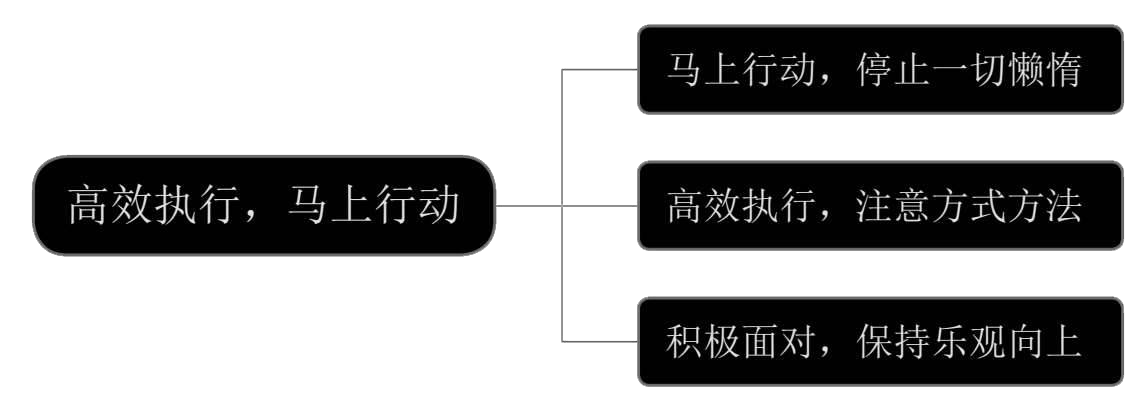 高效执行，马上行动
马上行动，停止一切懒惰
高效执行，注意方式方法
积极面对，保持乐观向上